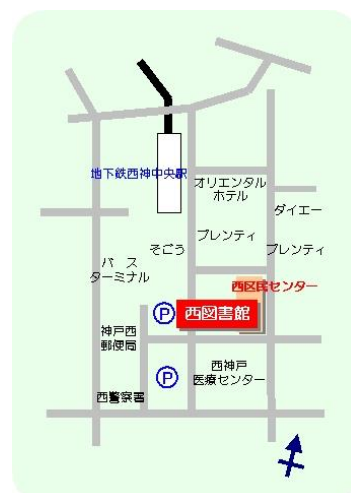 地下鉄西神中央駅
オリエンタル
ホテル
ダイエー
そごう
プレンティ
プレンティ
バス
ターミナル
西区民センター
P
西図書館
神戸西
郵便局
P
西神戸
医療センター
西警察署